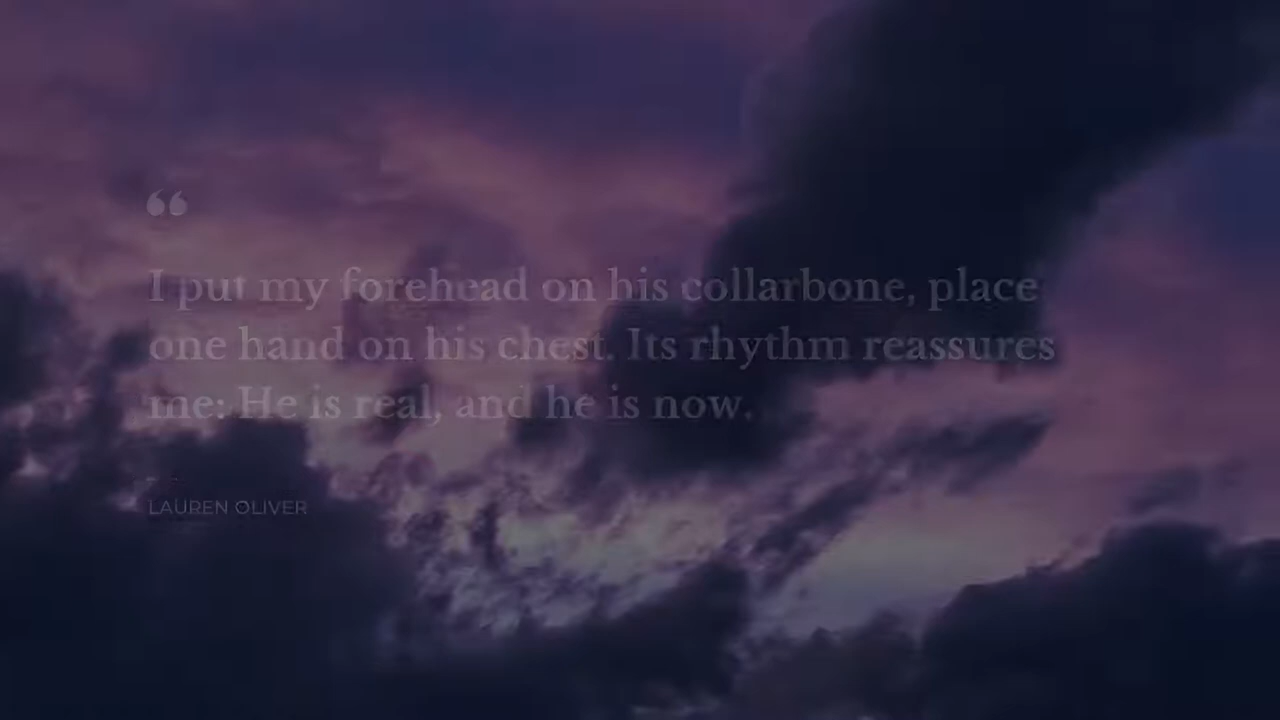 “
I put my forehead on his collarbone, place
one hand on his chest. Its rhythm reassures
me: He is real, and he is now.
LAUREN OLIVER